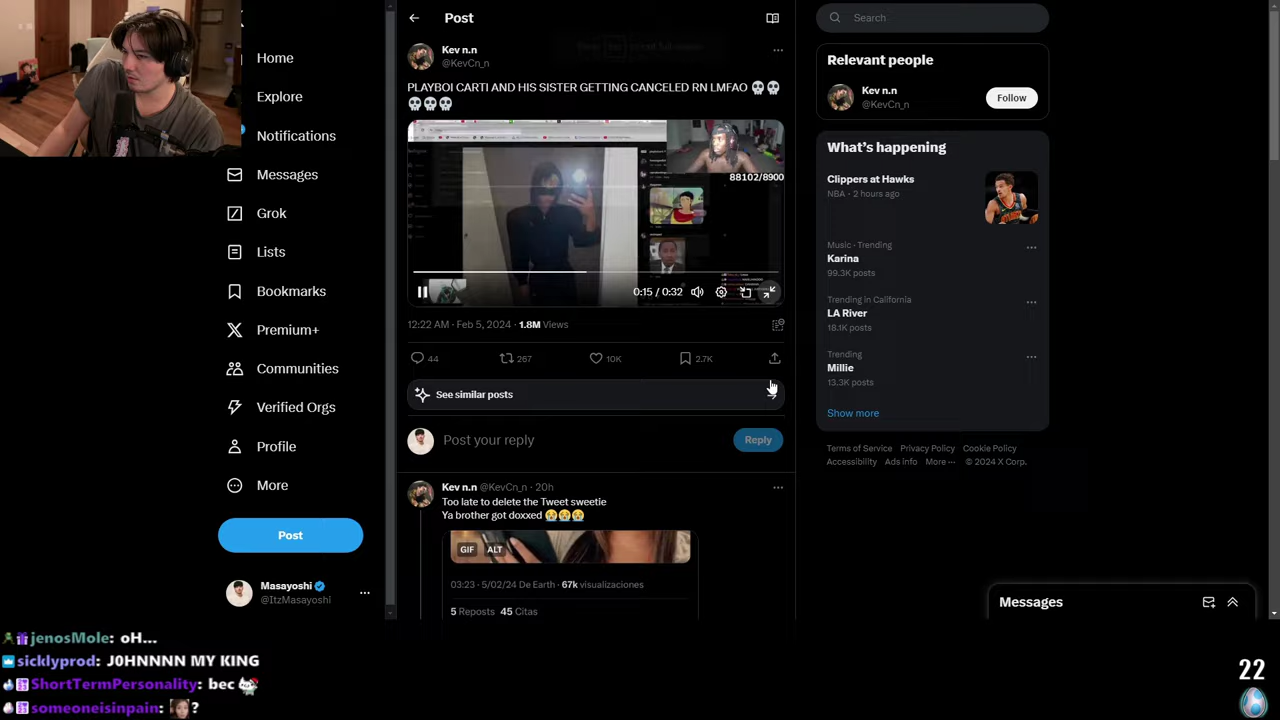 Home
Explore
Notifications
Messages
Grok
Lists
Bookmarks
Premium+
Communities
Verified Orgs
Profile
More
Post
Masayoshi
@ItzMasayoshi
Post
Kev n.n
@KevCn_n
PLAYBOI CARTI AND HIS SISTER GETTING CANCELED RN LMFAO 💀💀
💀💀💀
88102/8900
0:15 / 0:32
12:22 AM · Feb 5, 2024 · 1.8M Views
44
267
10K
2.7K
See similar posts
Post your reply
Reply
Kev n.n @KevCn_n · 20h
Too late to delete the Tweet sweetie
Ya brother got doxxed 😭😭😭
GIF ALT
03:23 · 5/02/24 De Earth · 67k visualizaciones
5 Reposts 45 Citas
Search
Relevant people
Kev n.n
@KevCn_n
Follow
What's happening
Clippers at Hawks
NBA · 2 hours ago
Music · Trending
Karina
99.3K posts
Trending in California
LA River
18.1K posts
Trending
Millie
13.3K posts
Show more
Terms of Service Privacy Policy Cookie Policy
Accessibility Ads info More ··· © 2024 X Corp.
Messages
jenosMole: oH...
sicklyprod: J0HNNNN MY KING
ShortTermPersonality: bec
someoneisinpain: ?
22